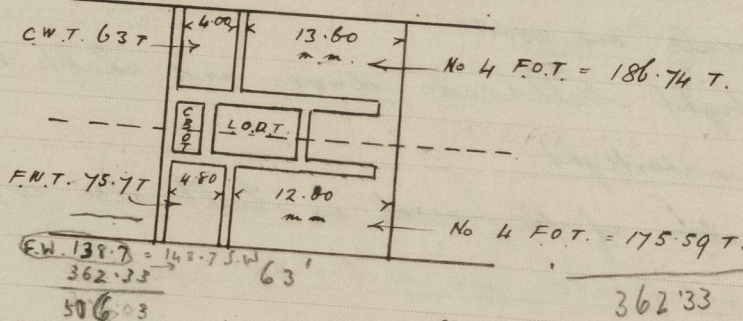 4.00
C.W.T. 63 T
13.60
m.m.
No 4 F.O.T. = 186.74 T.
L.O.D.T.
F.W.T. 75.7 T
4.80
12.80
m m
No 4 F.O.T. = 175.59 T.
F.W. 138.7 = 142.7 S.W
63'
362.33
362.33